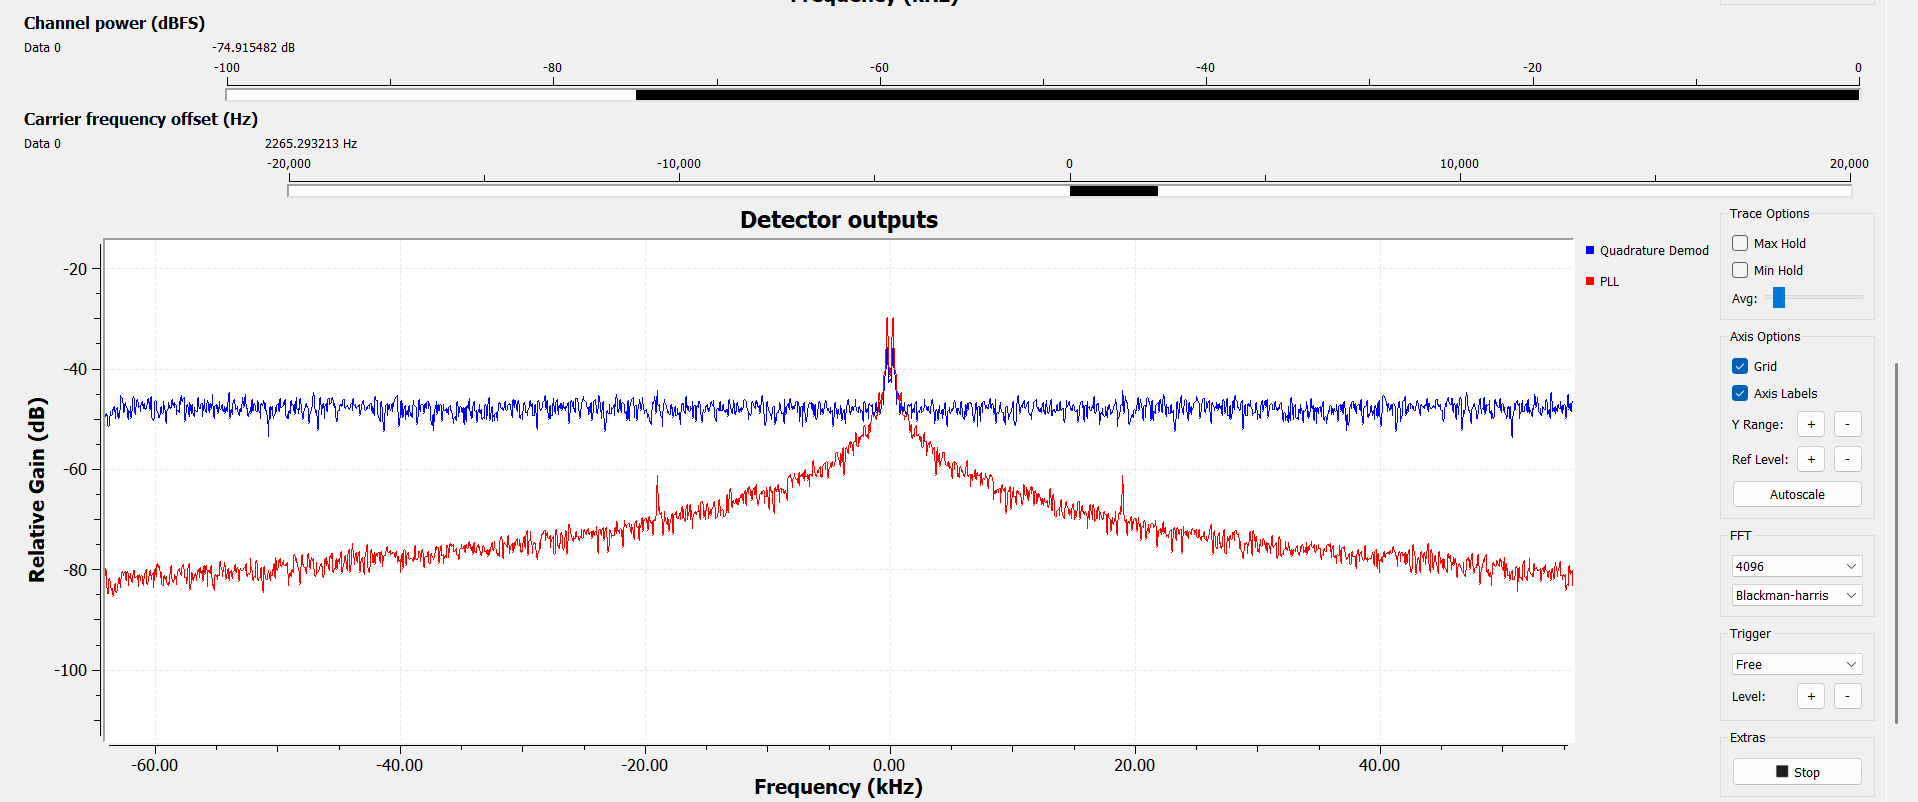 Frequency (kHz)
Channel power (dBFS)
Data 0 -74.915482 dB
-100 -80 -60 -40 -20 0
Carrier frequency offset (Hz)
Data 0 2265.293213 Hz
-20,000 -10,000 0 10,000 20,000
Detector outputs
Relative Gain (dB)
-20
-40
-60
-80
-100
-60.00 -40.00 -20.00 0.00 20.00 40.00
Frequency (kHz)
Quadrature Demod
PLL
Trace Options
Max Hold
Min Hold
Avg:
Axis Options
Grid
Axis Labels
Y Range: + -
Ref Level: + -
Autoscale
FFT
4096
Blackman-harris
Trigger
Free
Level: + -
Extras
Stop